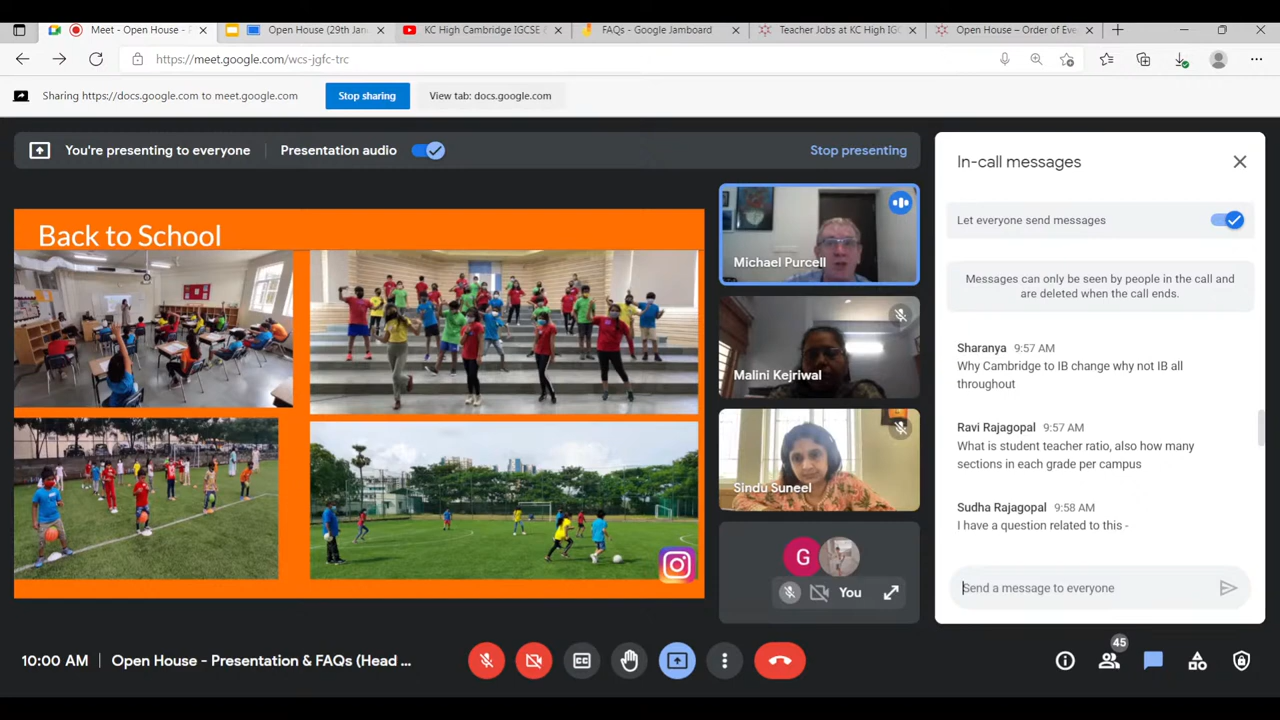 Meet - Open House - P
Open House (29th Jan
KC High Cambridge IGCSE &
FAQs - Google Jamboard
Teacher Jobs at KC High IGC
Open House – Order of Eve
https://meet.google.com/wcs-jgfc-trc
Sharing https://docs.google.com to meet.google.com
Stop sharing
View tab: docs.google.com
You're presenting to everyone
Presentation audio
Stop presenting
Back to School
Michael Purcell
Malini Kejriwal
Sindu Suneel
G
You
In-call messages
Let everyone send messages
Messages can only be seen by people in the call and
are deleted when the call ends.
Sharanya 9:57 AM
Why Cambridge to IB change why not IB all
throughout
Ravi Rajagopal 9:57 AM
What is student teacher ratio, also how many
sections in each grade per campus
Sudha Rajagopal 9:58 AM
I have a question related to this -
Send a message to everyone
10:00 AM
Open House - Presentation & FAQs (Head ...
45